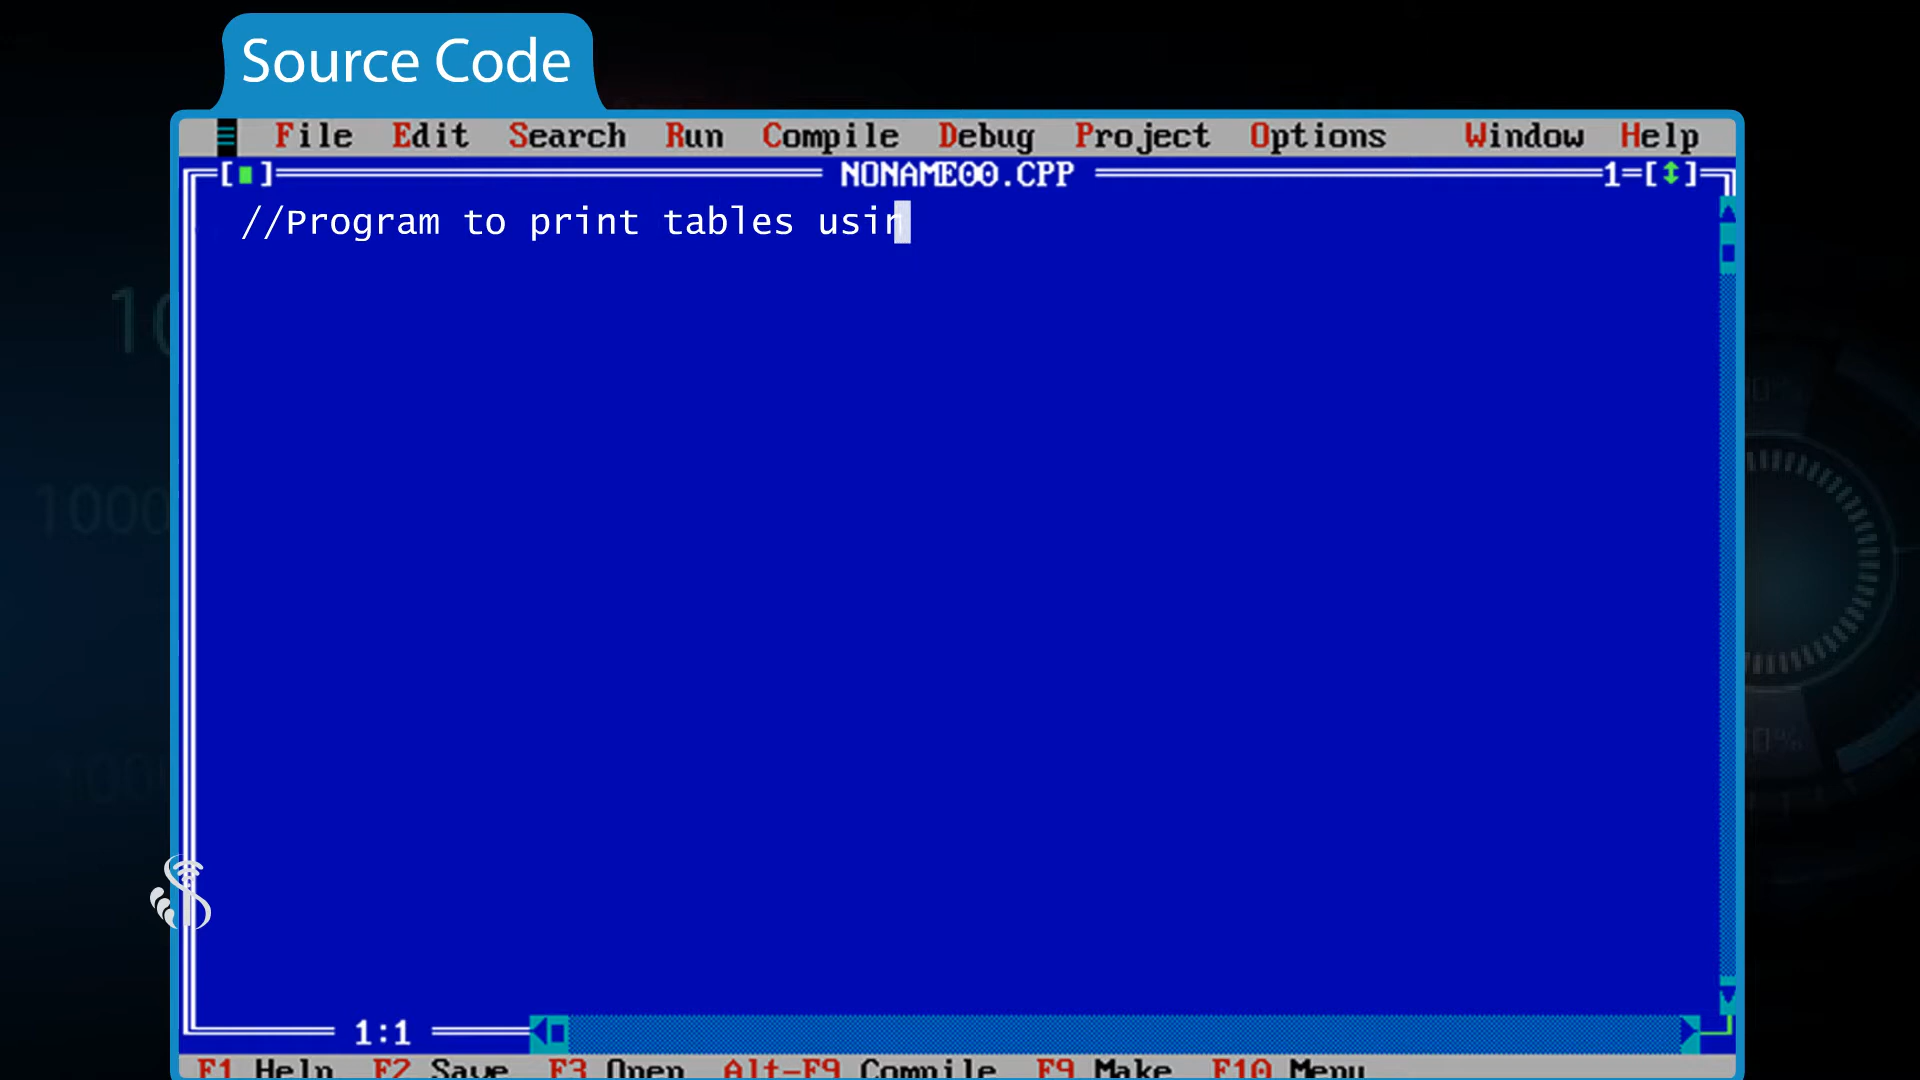 Source Code
File Edit Search Run Compile Debug Project Options Window Help
[■] NONAME00.CPP 1=[↕]
//Program to print tables usin
1:1
F1 Help F2 Save F3 Open Alt-F9 Compile F9 Make F10 Menu
1000